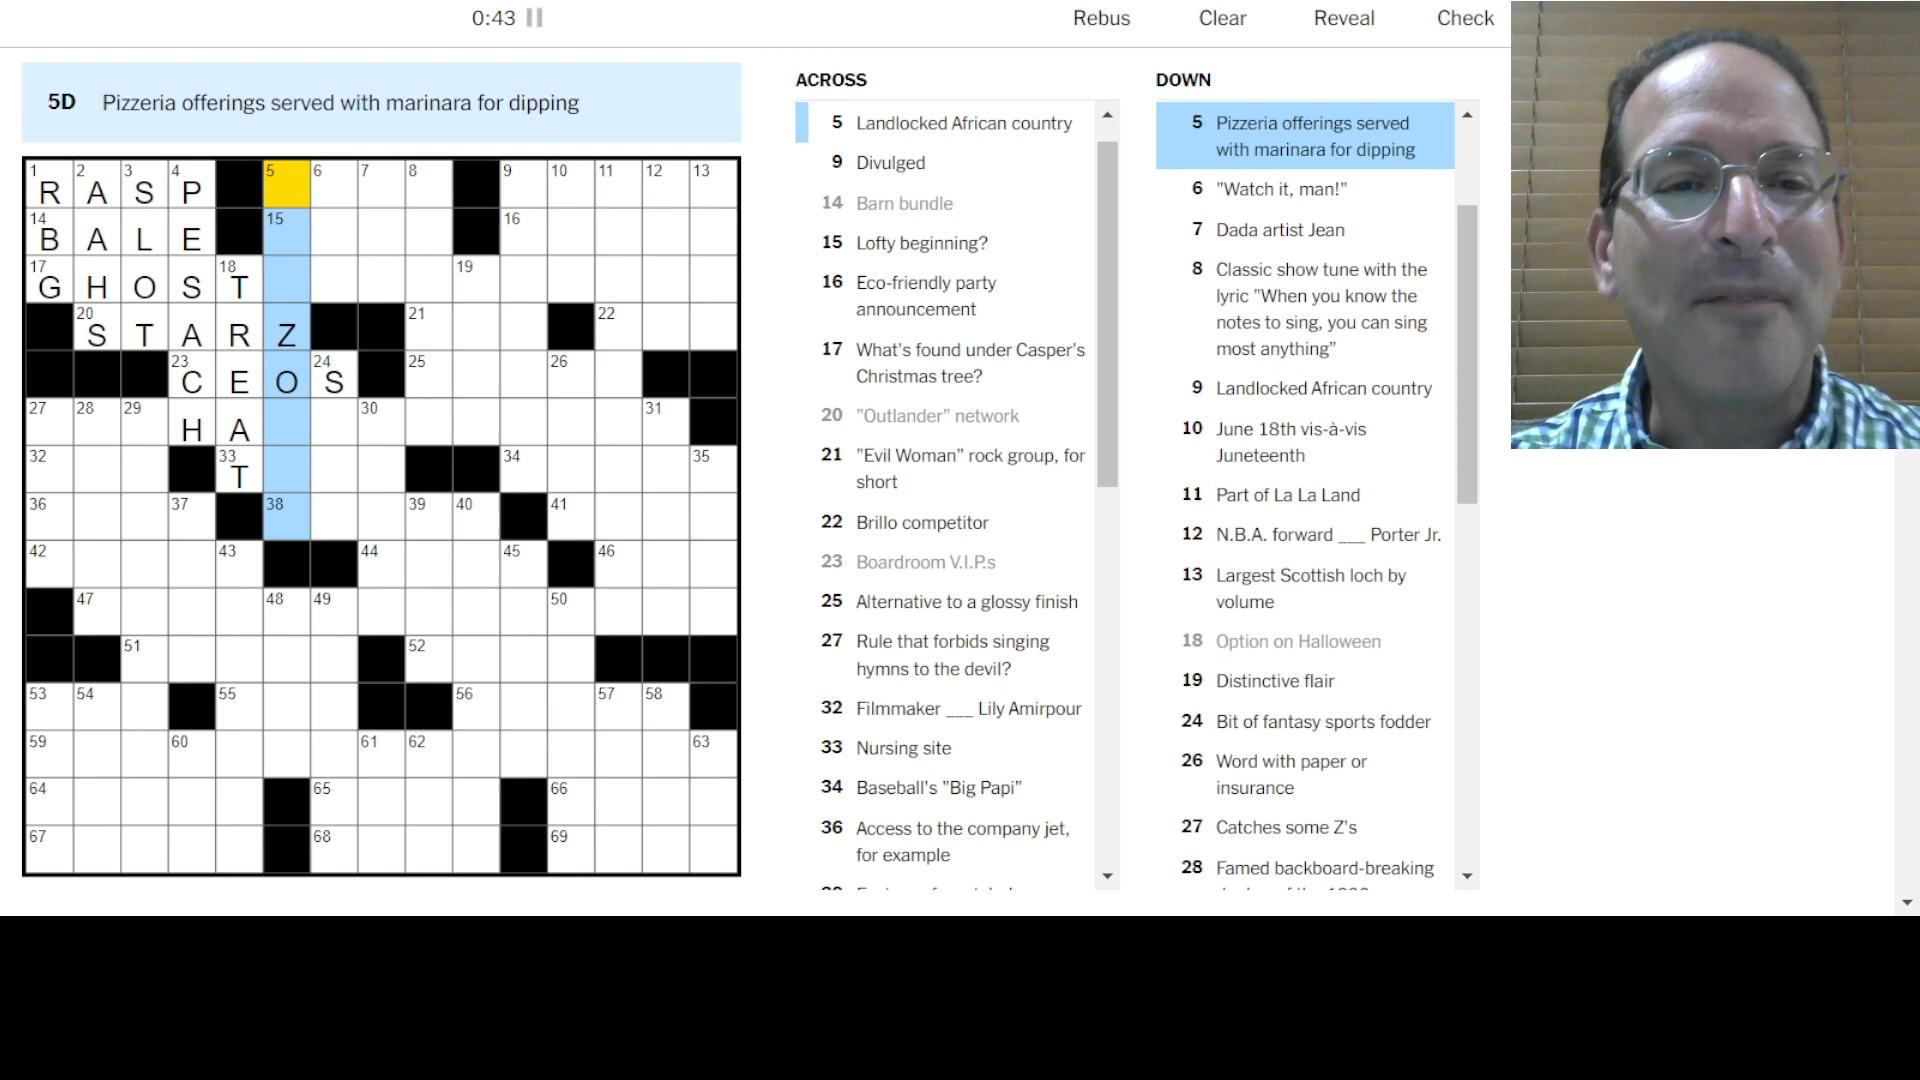 0:43
Rebus Clear Reveal Check
5D Pizzeria offerings served with marinara for dipping
1 R 2 A 3 S 4 P 5 6 7 8 9 10 11 12 13
14 B A L E 15 16
17 G H O S 18 T 19
20 S T A R Z 21 22
23 C E O 24 S 25 26
27 28 29 H A 30 31
32 33 T 34 35
36 37 38 39 40 41
42 43 44 45 46
47 48 49 50
51 52
53 54 55 56 57 58
59 60 61 62 63
64 65 66
67 68 69
ACROSS
5 Landlocked African country
9 Divulged
14 Barn bundle
15 Lofty beginning?
16 Eco-friendly party
announcement
17 What's found under Casper's
Christmas tree?
20 "Outlander" network
21 "Evil Woman" rock group, for
short
22 Brillo competitor
23 Boardroom V.I.P.s
25 Alternative to a glossy finish
27 Rule that forbids singing
hymns to the devil?
32 Filmmaker ___ Lily Amirpour
33 Nursing site
34 Baseball's "Big Papi"
36 Access to the company jet,
for example
DOWN
5 Pizzeria offerings served
with marinara for dipping
6 "Watch it, man!"
7 Dada artist Jean
8 Classic show tune with the
lyric "When you know the
notes to sing, you can sing
most anything"
9 Landlocked African country
10 June 18th vis-à-vis
Juneteenth
11 Part of La La Land
12 N.B.A. forward ___ Porter Jr.
13 Largest Scottish loch by
volume
18 Option on Halloween
19 Distinctive flair
24 Bit of fantasy sports fodder
26 Word with paper or
insurance
27 Catches some Z's
28 Famed backboard-breaking